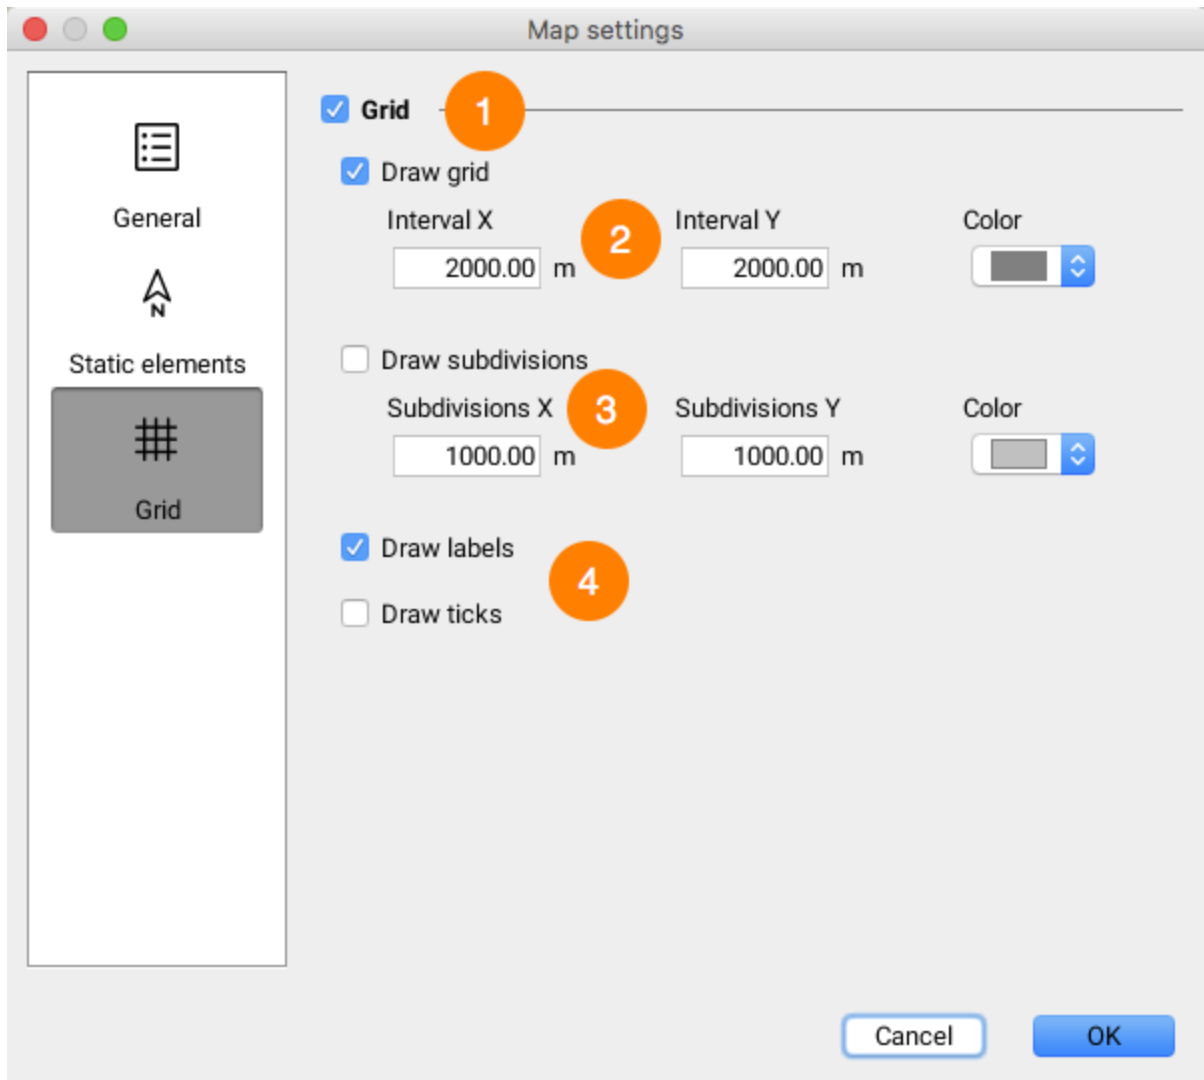 Map settings
General
N
Static elements
Grid
Grid 1
Draw grid
Interval X 2 Interval Y Color
2000.00 m 2000.00 m
Draw subdivisions
Subdivisions X 3 Subdivisions Y Color
1000.00 m 1000.00 m
Draw labels
4
Draw ticks
Cancel OK